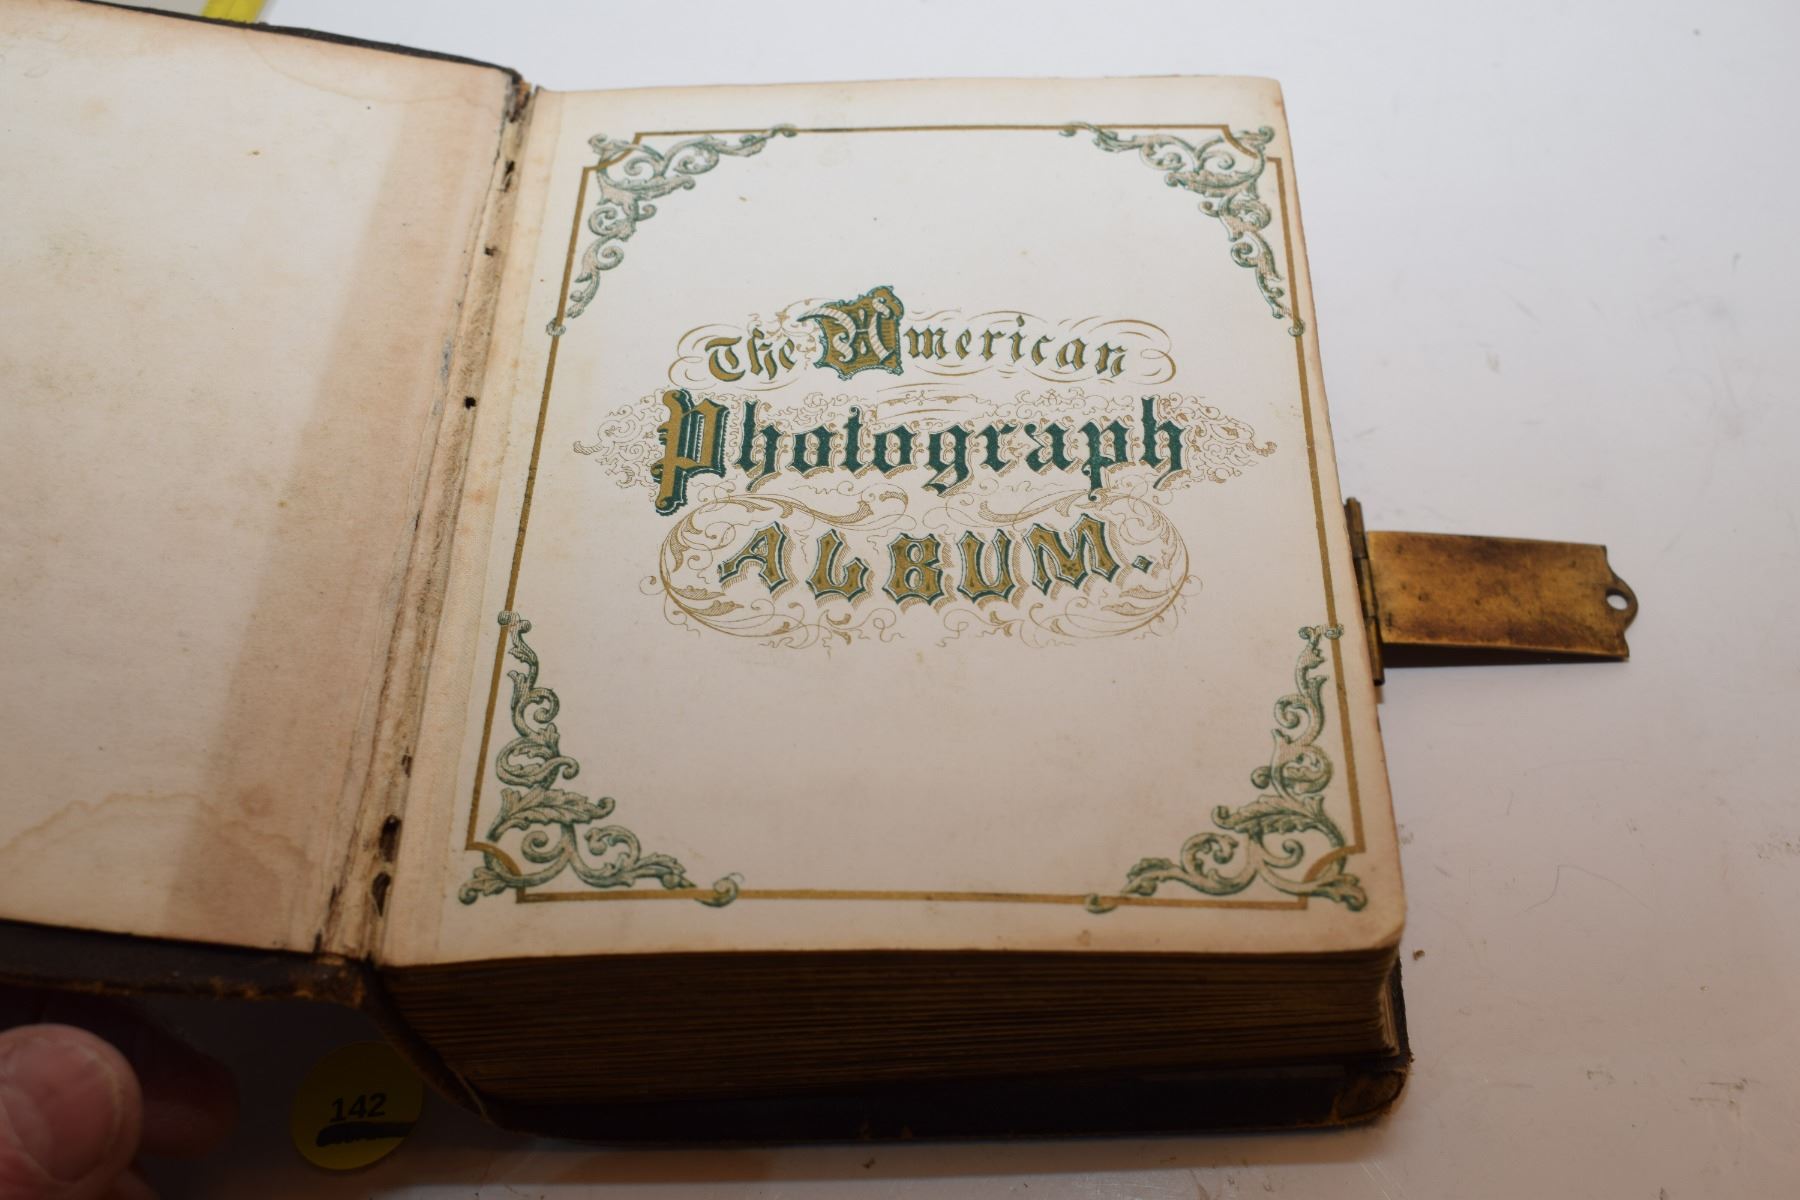 The American
Photograph
ALBUM.
142